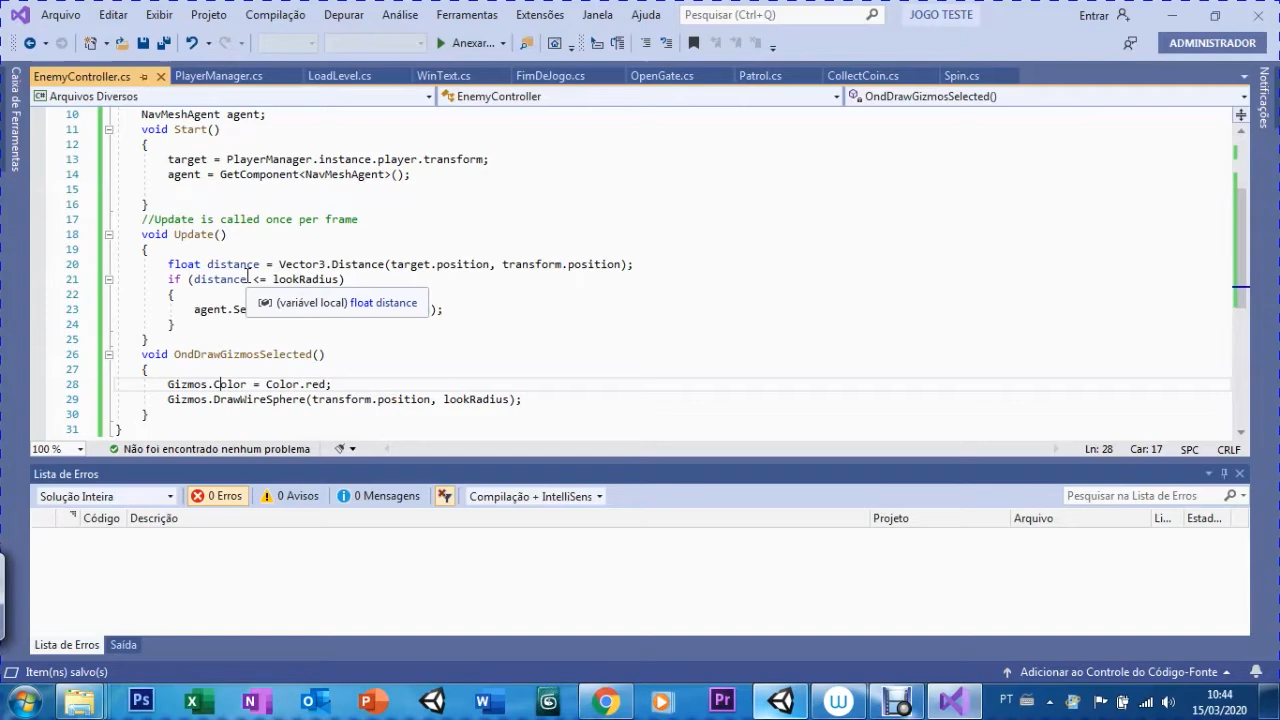 Arquivo Editar Exibir Projeto Compilação Depurar Análise Ferramentas Extensões Janela Ajuda Pesquisar (Ctrl+Q) JOGO TESTE Entrar
Anexar... ADMINISTRADOR
EnemyController.cs PlayerManager.cs LoadLevel.cs WinText.cs FimDeJogo.cs OpenGate.cs Patrol.cs CollectCoin.cs Spin.cs
Arquivos Diversos EnemyController OndDrawGizmosSelected()
Caixa de Ferramentas
Notificações
10 NavMeshAgent agent;
11 void Start()
12 {
13 target = PlayerManager.instance.player.transform;
14 agent = GetComponent<NavMeshAgent>();
15
16 }
17 //Update is called once per frame
18 void Update()
19 {
20 float distance = Vector3.Distance(target.position, transform.position);
21 if (distance <= lookRadius)
22 {
(variável local) float distance
23 agent.Se );
24 }
25 }
26 void OndDrawGizmosSelected()
27 {
28 Gizmos.Color = Color.red;
29 Gizmos.DrawWireSphere(transform.position, lookRadius);
30 }
31 }
100 % Não foi encontrado nenhum problema Ln: 28 Car: 17 SPC CRLF
Lista de Erros
Solução Inteira 0 Erros 0 Avisos 0 Mensagens Compilação + IntelliSens Pesquisar na Lista de Erros
Código Descrição Projeto Arquivo Li... Estad...
Lista de Erros Saída
Item(ns) salvo(s) Adicionar ao Controle do Código-Fonte
Ps X N O P W Pr W PT 10:44
15/03/2020